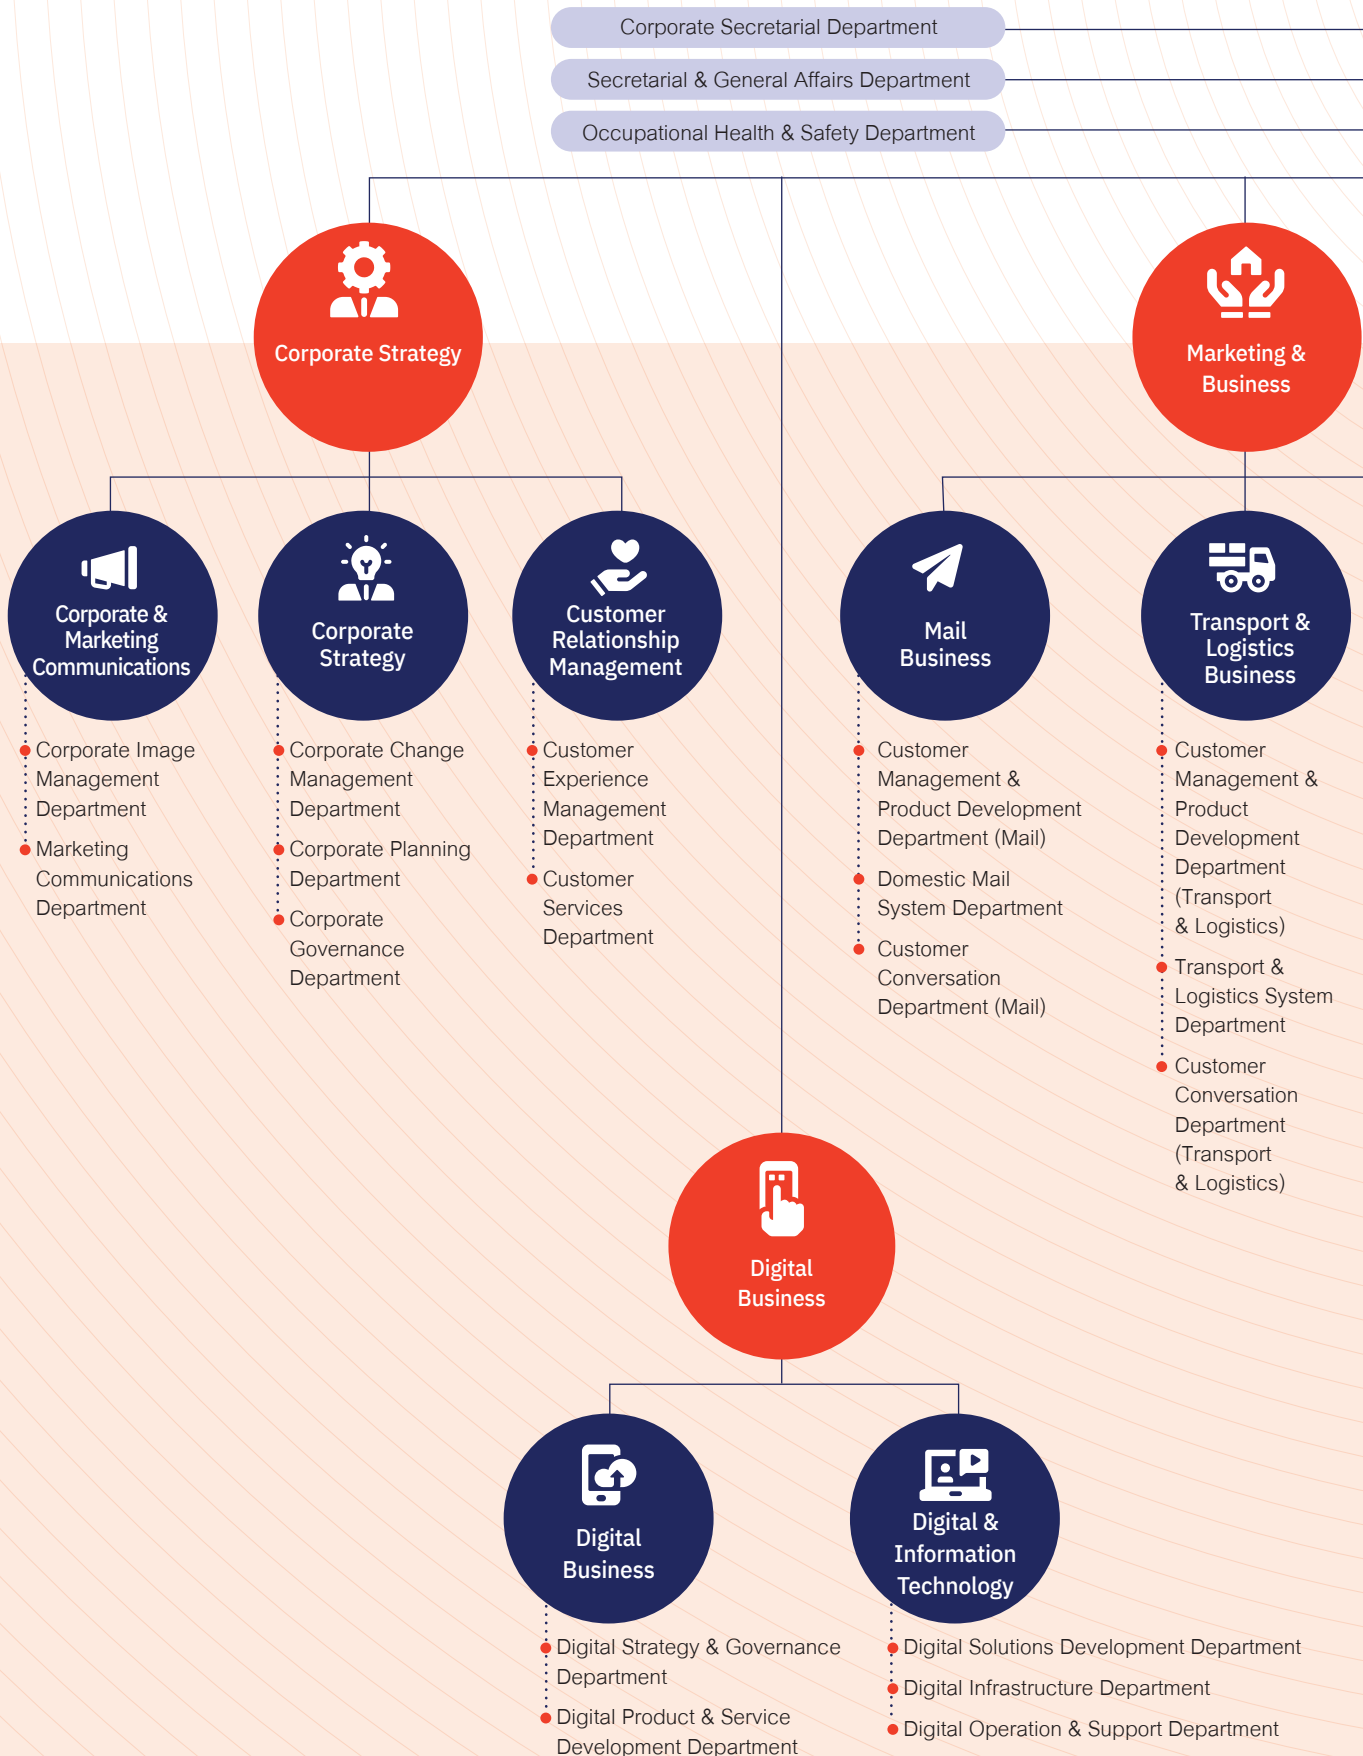 Corporate Secretarial Department
Secretarial & General Affairs Department
Occupational Health & Safety Department
Corporate Strategy
Marketing &
Business
Corporate &
Marketing
Communications
Corporate Image
Management
Department
Marketing
Communications
Department
Corporate
Strategy
Corporate Change
Management
Department
Corporate Planning
Department
Corporate
Governance
Department
Customer
Relationship
Management
Customer
Experience
Management
Department
Customer
Services
Department
Mail
Business
Customer
Management &
Product Development
Department (Mail)
Domestic Mail
System Department
Customer
Conversation
Department (Mail)
Transport &
Logistics
Business
Customer
Management &
Product
Development
Department
(Transport
& Logistics)
Transport &
Logistics System
Department
Customer
Conversation
Department
(Transport
& Logistics)
Digital
Business
Digital
Business
Digital Strategy & Governance
Department
Digital Product & Service
Development Department
Digital &
Information
Technology
Digital Solutions Development Department
Digital Infrastructure Department
Digital Operation & Support Department